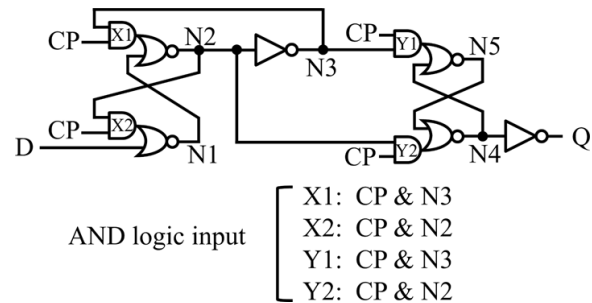 CP X1 N2 N3 CP Y1 N5
CP X2 N1 CP Y2 N4 Q
D
AND logic input
X1: CP & N3
X2: CP & N2
Y1: CP & N3
Y2: CP & N2